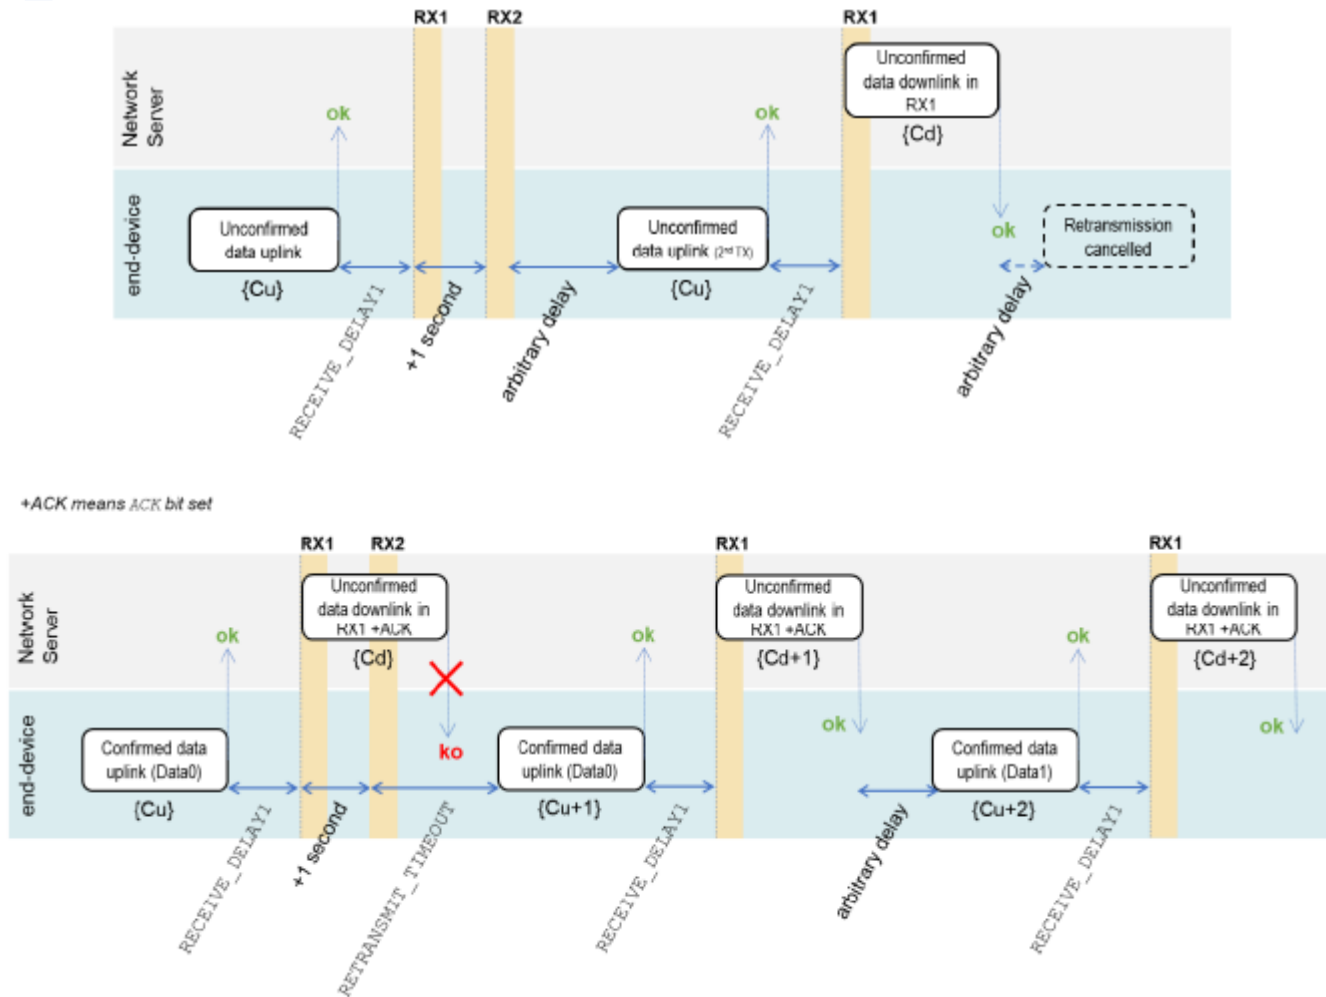 RX1
RX2
RX1
Network
Server
Unconfirmed
data downlink in
RX1
{Cd}
ok
ok
end-device
Unconfirmed
data uplink
{Cu}
Unconfirmed
data uplink (2nd TX)
{Cu}
ok
Retransmission
cancelled
RECEIVE_DELAY1
+1 second
arbitrary delay
RECEIVE_DELAY1
arbitrary delay
+ACK means ACK bit set
RX1
RX2
RX1
RX1
Network
Server
Unconfirmed
data downlink in
RX1 +ACK
{Cd}
Unconfirmed
data downlink in
RX1 +ACK
{Cd+1}
Unconfirmed
data downlink in
RX1 +ACK
{Cd+2}
ok
ok
ok
end-device
Confirmed data
uplink (Data0)
{Cu}
ko
Confirmed data
uplink (Data0)
{Cu+1}
ok
Confirmed data
uplink (Data1)
{Cu+2}
ok
RECEIVE_DELAY1
+1 second
RETRANSMIT_TIMEOUT
RECEIVE_DELAY1
arbitrary delay
RECEIVE_DELAY1